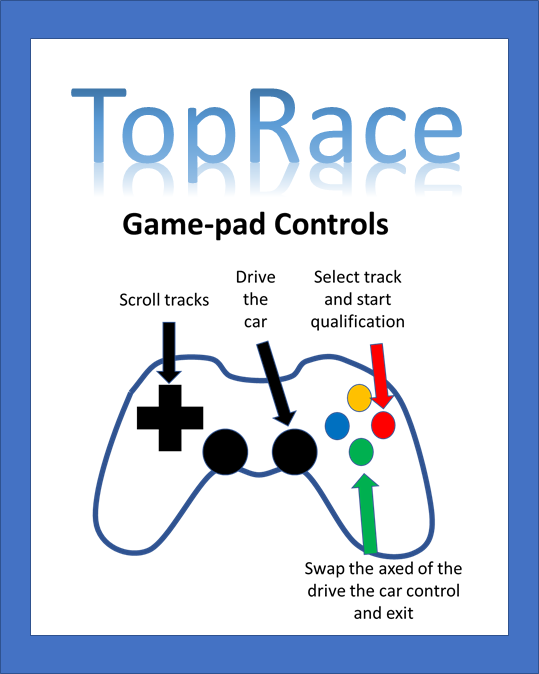 TopRace
Game-pad Controls
Scroll tracks
Drive
the
car
Select track
and start
qualification
Swap the axed of the
drive the car control
and exit